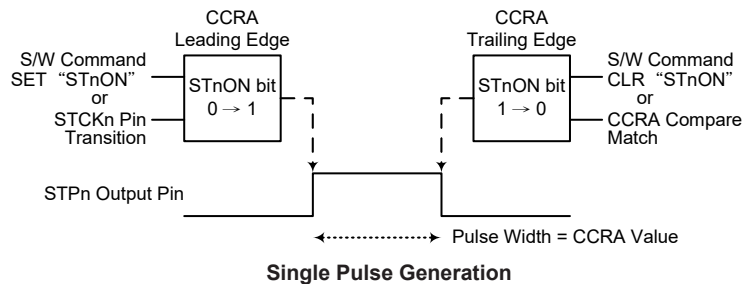 CCRA
Leading Edge
S/W Command
SET “STnON”
or
STCKn Pin
Transition
STnON bit
0 → 1
CCRA
Trailing Edge
STnON bit
1 → 0
S/W Command
CLR “STnON”
or
CCRA Compare
Match
STPn Output Pin
Pulse Width = CCRA Value
Single Pulse Generation